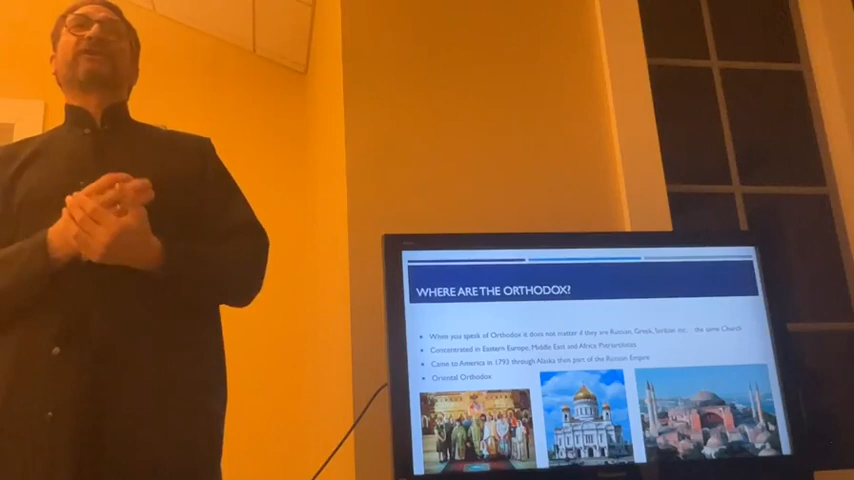 WHERE ARE THE ORTHODOX?
• When you speak of Orthodox it does not matter if they are Russian, Greek, Serbian etc. the same Church
• Concentrated in Eastern Europe, Middle East and Africa Patriarchates
• Came to America in 1793 through Alaska then part of the Russian Empire
• Oriental Orthodox